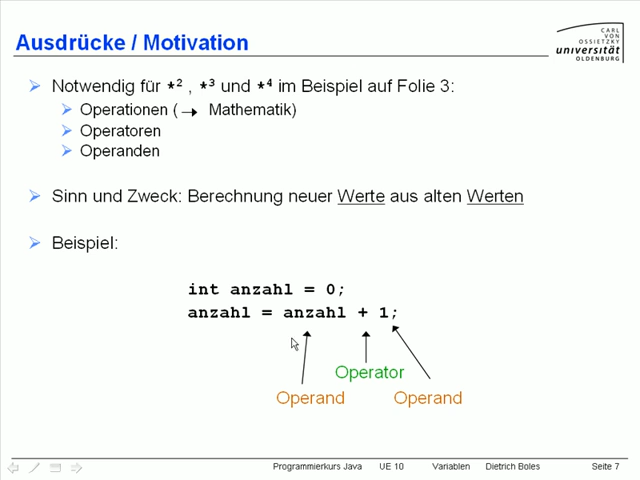 Ausdrücke / Motivation
CARL
VON
OSSIETZKY
universität
OLDENBURG
Notwendig für *2 , *3 und *4 im Beispiel auf Folie 3:
Operationen ( → Mathematik)
Operatoren
Operanden
Sinn und Zweck: Berechnung neuer Werte aus alten Werten
Beispiel:
int anzahl = 0;
anzahl = anzahl + 1;
Operator
Operand Operand
Programmierkurs Java UE 10 Variablen Dietrich Boles Seite 7